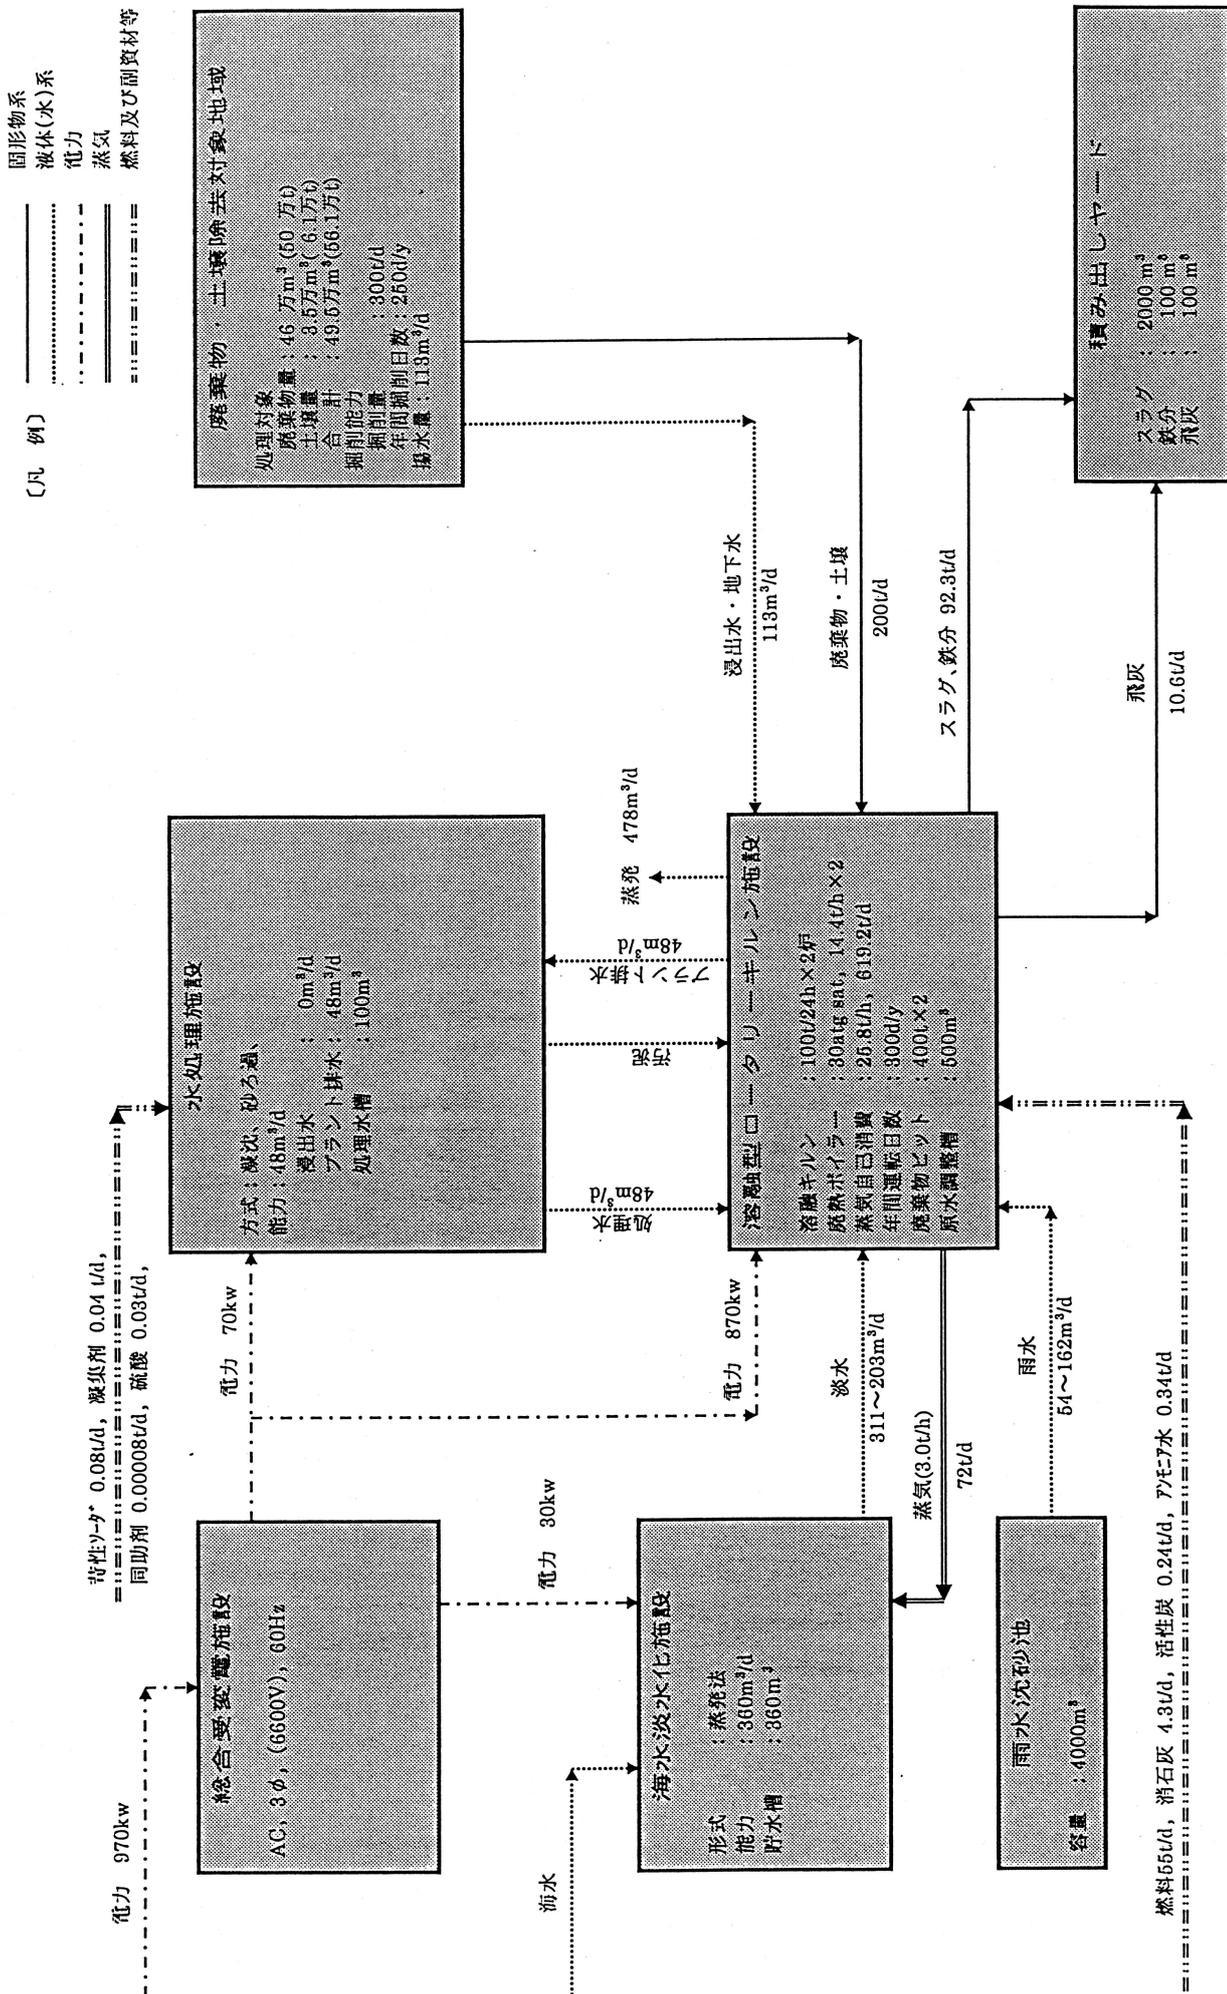 〔凡 例〕
固形物系
液体(水)系
電力
蒸気
燃料及び副資材等
電力 970kw
総合受変電施設
AC, 3φ, (6600V), 60Hz
苛性ソーダ 0.08t/d, 凝集剤 0.04 t/d,
同助剤 0.00008t/d, 硫酸 0.03t/d,
電力 70kw
水処理施設
方式：凝沈、砂ろ過、
能力：48m³/d
浸出水 ： 0m³/d
プラント排水：48m³/d
処理水槽 ：100m³
廃棄物・土壌除去対象地域
処理対象
廃棄物量：46 万m³(50 万t)
土壌量 ： 3.5万m³( 6.1万t)
合 計 ：49.5万m³(56.1万t)
掘削能力
掘削量 ：300t/d
年間掘削日数：250d/y
揚水量：113m³/d
電力 30kw
海水
海水淡水化施設
形式 ：蒸発法
能力 ：360m³/d
貯水槽 ：360m³
電力 870kw
処理水
48m³/d
汚泥
プラント排水
48m³/d
蒸発 478m³/d
浸出水・地下水
113m³/d
廃棄物・土壌
200t/d
淡水
311～203m³/d
蒸気(3.0t/h)
72t/d
溶融型ロータリーキルン施設
溶融キルン ：100t/24h×2炉
廃熱ボイラー ：30atg sat, 14.4t/h×2
蒸気自己消費 ：25.8t/h, 619.2t/d
年間運転日数 ：300d/y
廃棄物ピット ：400t×2
原水調整槽 ：500m³
スラグ、鉄分 92.3t/d
飛灰
10.6t/d
雨水沈砂池
容量 ：4000m³
雨水
54～162m³/d
積み出しヤード
スラグ ： 2000 m³
鉄分 ： 100 m³
飛灰 ： 100 m³
燃料55t/d, 消石灰 4.3t/d, 活性炭 0.24t/d, アンモニア水 0.34t/d